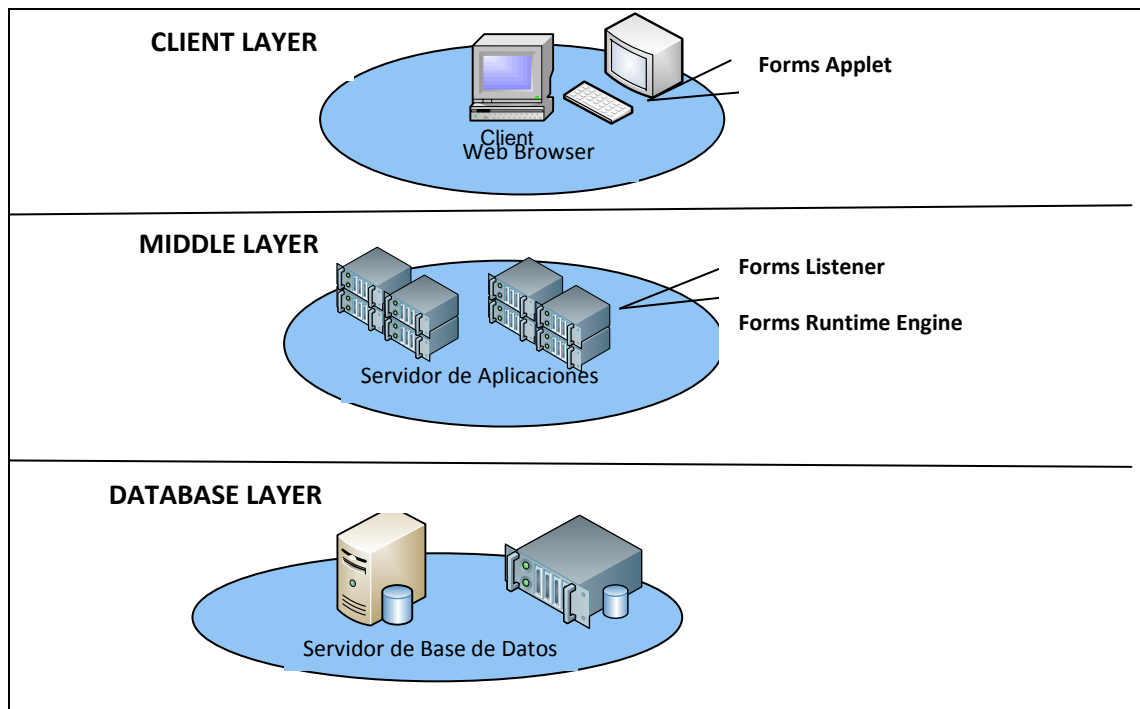 CLIENT LAYER
Forms Applet
Client
Web Browser
MIDDLE LAYER
Forms Listener
Forms Runtime Engine
Servidor de Aplicaciones
DATABASE LAYER
Servidor de Base de Datos